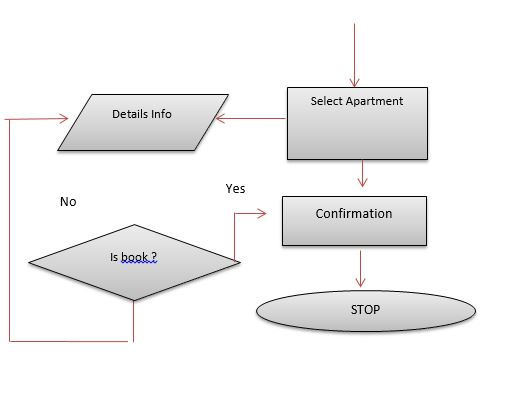 Select Apartment
Details Info
Yes
No
Confirmation
Is book ?
STOP